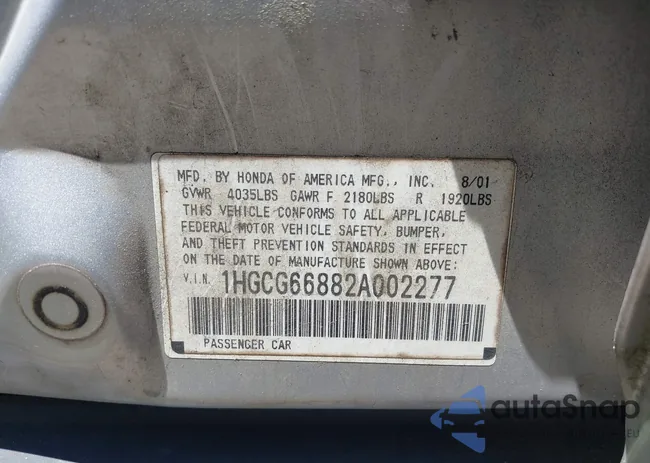 MFD. BY HONDA OF AMERICA MFG., INC. 8/01
GVWR 4035LBS GAWR F 2180LBS R 1920LBS
THIS VEHICLE CONFORMS TO ALL APPLICABLE
FEDERAL MOTOR VEHICLE SAFETY, BUMPER,
AND THEFT PREVENTION STANDARDS IN EFFECT
ON THE DATE OF MANUFACTURE SHOWN ABOVE:
V.I.N. 1HGCG66882A002277
PASSENGER CAR
autoSnap